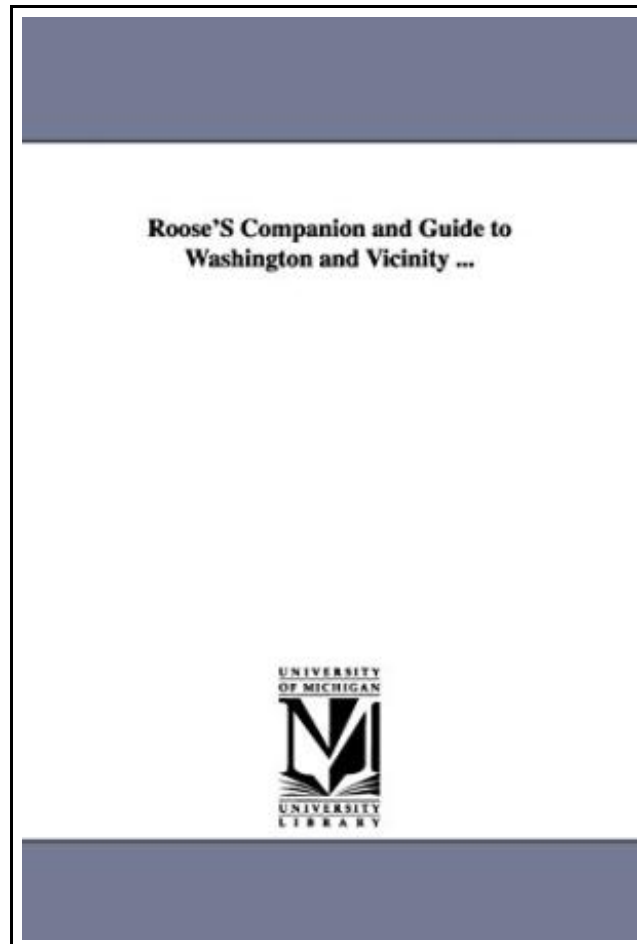 Roose'S Companion and Guide to
Washington and Vicinity ...
UNIVERSITY
OF MICHIGAN
UNIVERSITY
LIBRARY